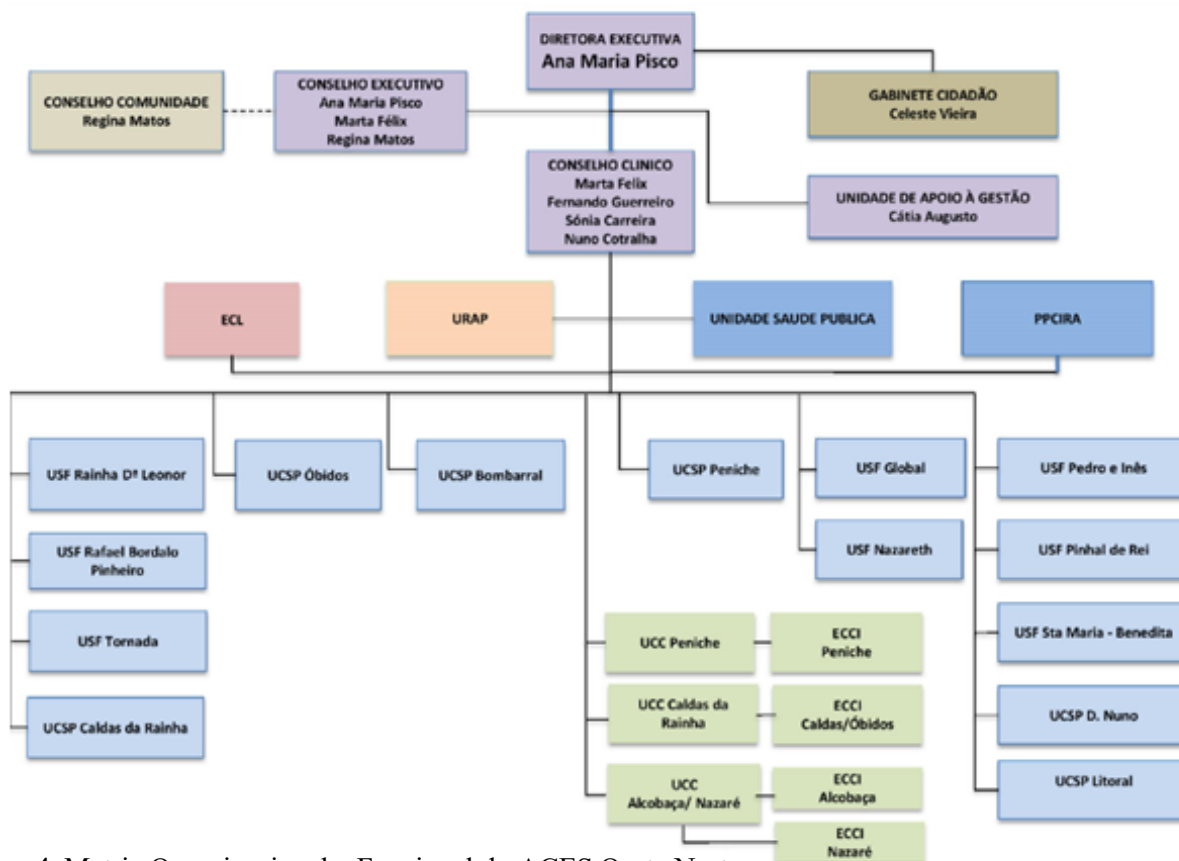 DIRETORA EXECUTIVA
Ana Maria Pisco
CONSELHO COMUNIDADE
Regina Matos
CONSELHO EXECUTIVO
Ana Maria Pisco
Marta Félix
Regina Matos
GABINETE CIDADÃO
Celeste Vieira
CONSELHO CLINICO
Marta Felix
Fernando Guerreiro
Sónia Carreira
Nuno Cotralha
UNIDADE DE APOIO À GESTÃO
Cátia Augusto
ECL
URAP
UNIDADE SAUDE PUBLICA
PPCIRA
USF Rainha Dª Leonor
UCSP Óbidos
UCSP Bombarral
UCSP Peniche
USF Global
USF Pedro e Inês
USF Rafael Bordalo
Pinheiro
USF Nazareth
USF Pinhal de Rei
USF Tornada
UCC Peniche
ECCI
Peniche
USF Sta Maria - Benedita
UCSP Caldas da Rainha
UCC Caldas da
Rainha
ECCI
Caldas/Óbidos
UCSP D. Nuno
UCC
Alcobaça/ Nazaré
ECCI
Alcobaça
UCSP Litoral
ECCI
Nazaré